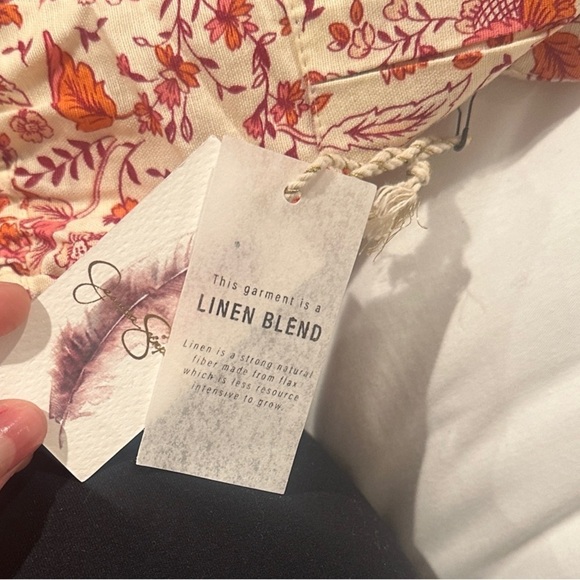 This garment is a
LINEN BLEND
Linen is a strong natural
fiber made from flax
which is less resource
intensive to grow.